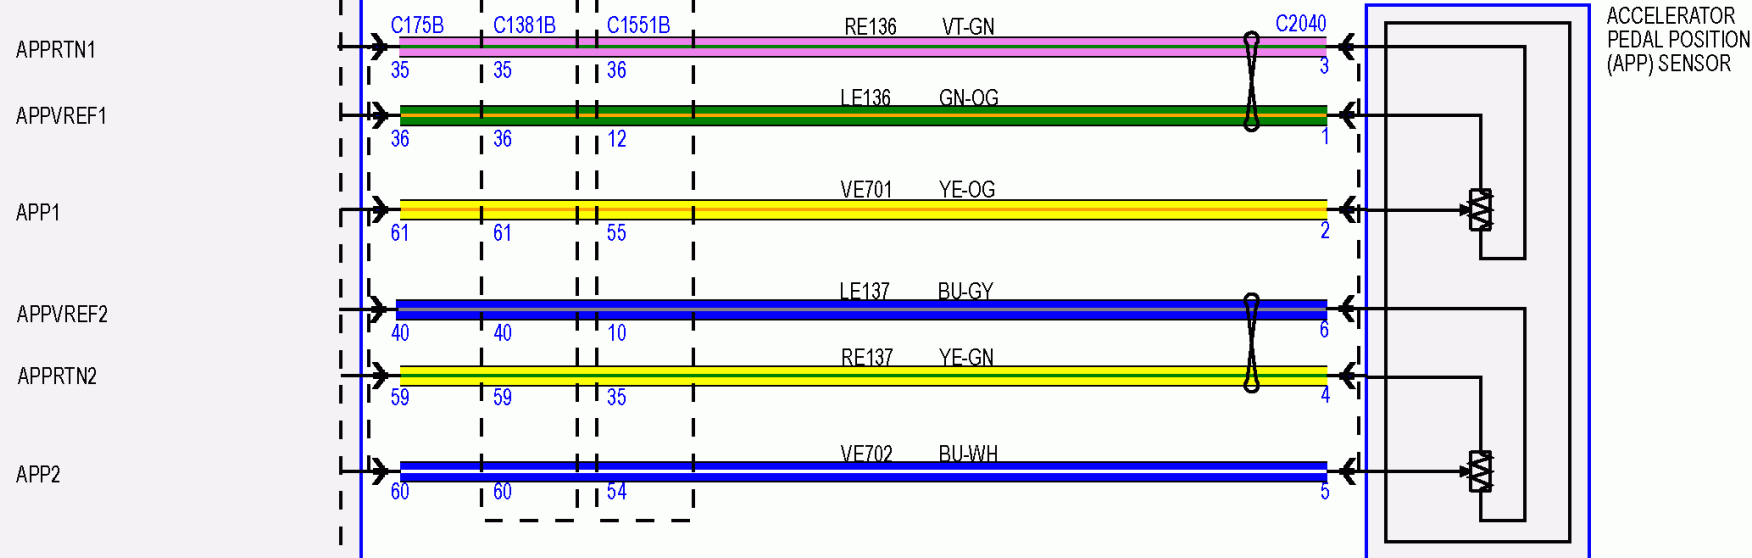 ACCELERATOR
PEDAL POSITION
(APP) SENSOR
C175B C1381B C1551B RE136 VT-GN C2040
APPRTN1
35 35 36 3
LE136 GN-OG
APPVREF1
36 36 12 1
VE701 YE-OG
APP1
61 61 55 2
LE137 BU-GY
APPVREF2
40 40 10 6
RE137 YE-GN
APPRTN2
59 59 35 4
VE702 BU-WH
APP2
60 60 54 5